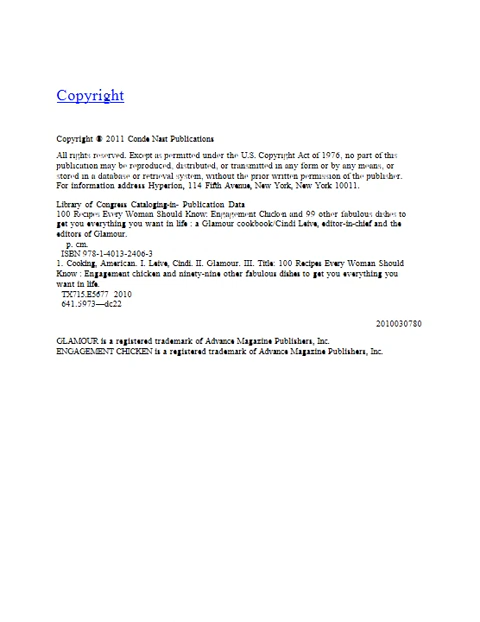 Copyright
Copyright ® 2011 Conde Nast Publications
All rights reserved. Except as permitted under the U.S. Copyright Act of 1976, no part of this
publication may be reproduced, distributed, or transmitted in any form or by any means, or
stored in a database or retrieval system, without the prior written permission of the publisher.
For information address Hyperion, 114 Fifth Avenue, New York, New York 10011.
Library of Congress Cataloging-in- Publication Data
100 Recipes Every Woman Should Know: Engagement Chicken and 99 other fabulous dishes to
get you everything you want in life : a Glamour cookbook/Cindi Leive, editor-in-chief and the
editors of Glamour.
p. cm.
ISBN 978-1-4013-2406-3
1. Cooking, American. I. Leive, Cindi. II. Glamour. III. Title: 100 Recipes Every Woman Should
Know : Engagement chicken and ninety-nine other fabulous dishes to get you everything you
want in life.
TX715.E5677 2010
641.5973—dc22
2010030780
GLAMOUR is a registered trademark of Advance Magazine Publishers, Inc.
ENGAGEMENT CHICKEN is a registered trademark of Advance Magazine Publishers, Inc.